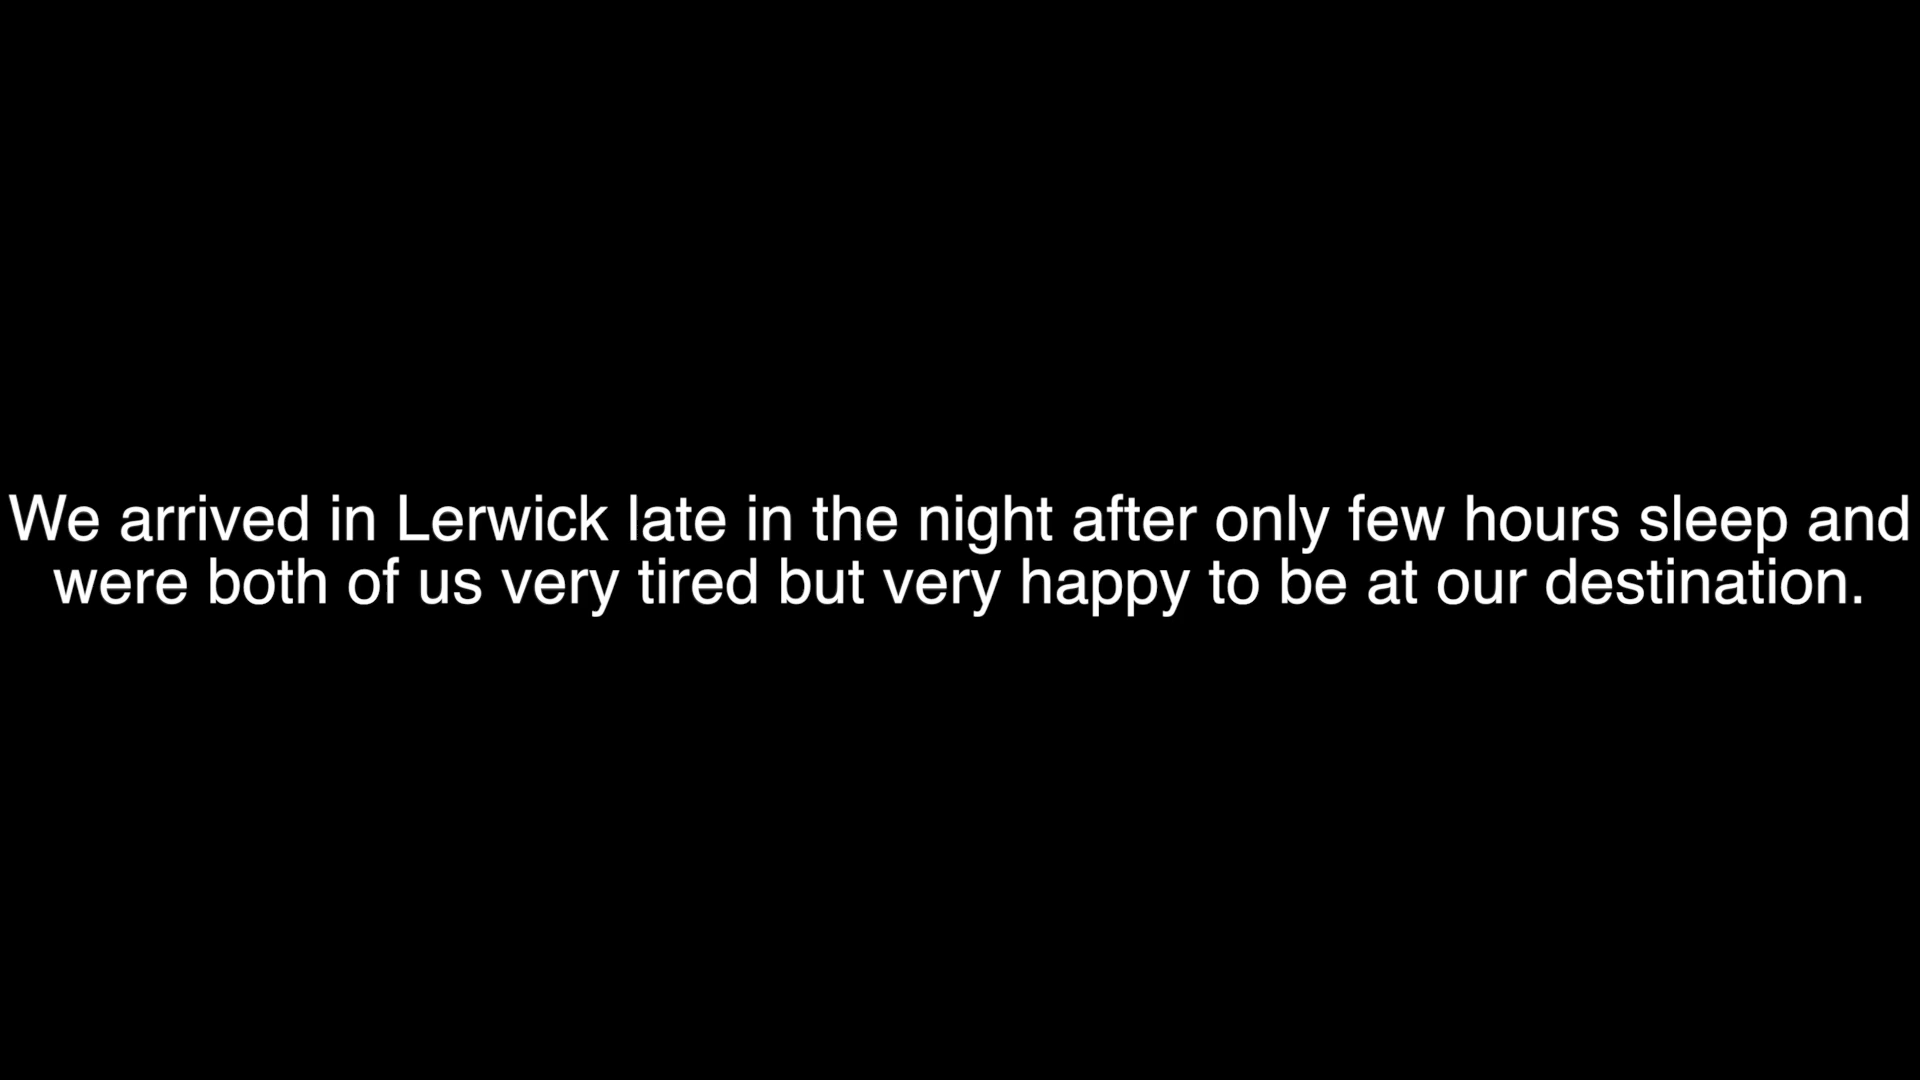 We arrived in Lerwick late in the night after only few hours sleep and
were both of us very tired but very happy to be at our destination.